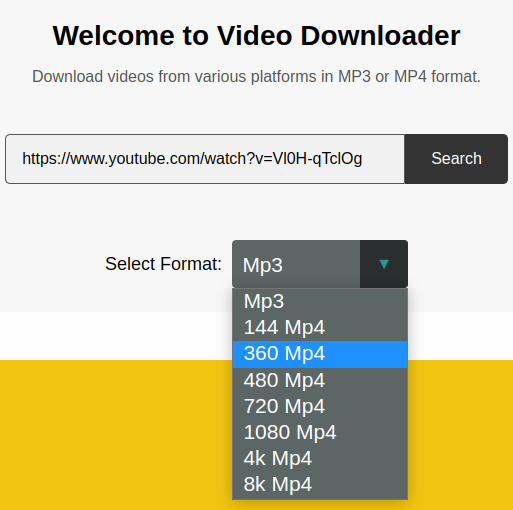 Welcome to Video Downloader
Download videos from various platforms in MP3 or MP4 format.
https://www.youtube.com/watch?v=Vl0H-qTclOg
Search
Select Format:
Mp3
Mp3
144 Mp4
360 Mp4
480 Mp4
720 Mp4
1080 Mp4
4k Mp4
8k Mp4